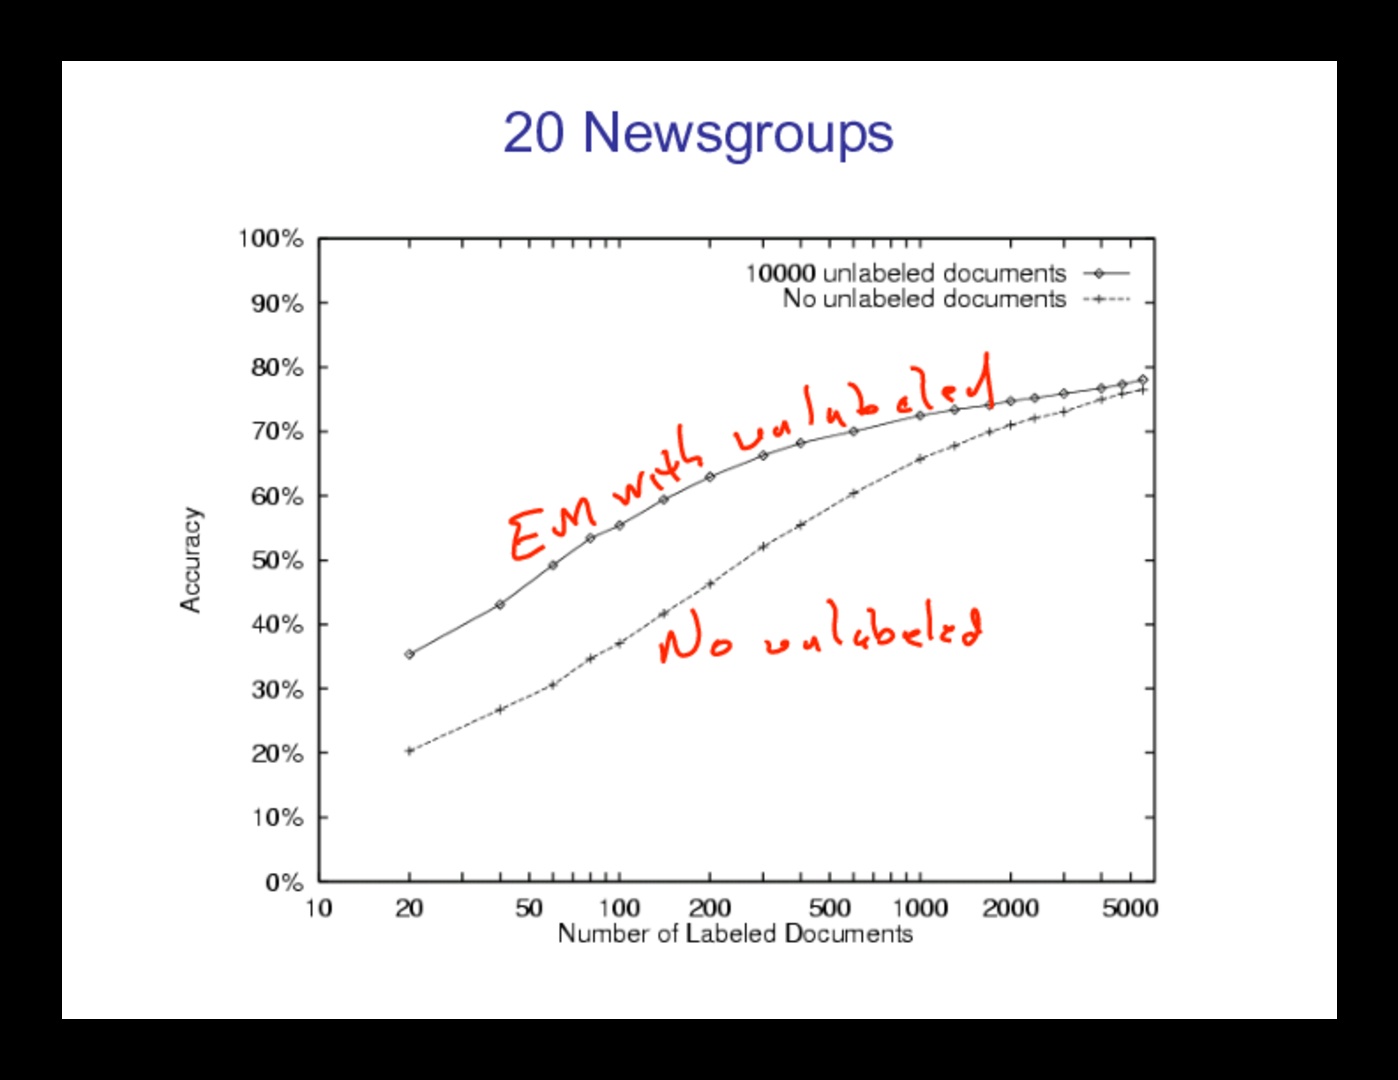 20 Newsgroups
100%
90%
80%
70%
60%
50%
40%
30%
20%
10%
0%
Accuracy
10000 unlabeled documents
No unlabeled documents
EM with unlabeled
No unlabeled
10 20 50 100 200 500 1000 2000 5000
Number of Labeled Documents